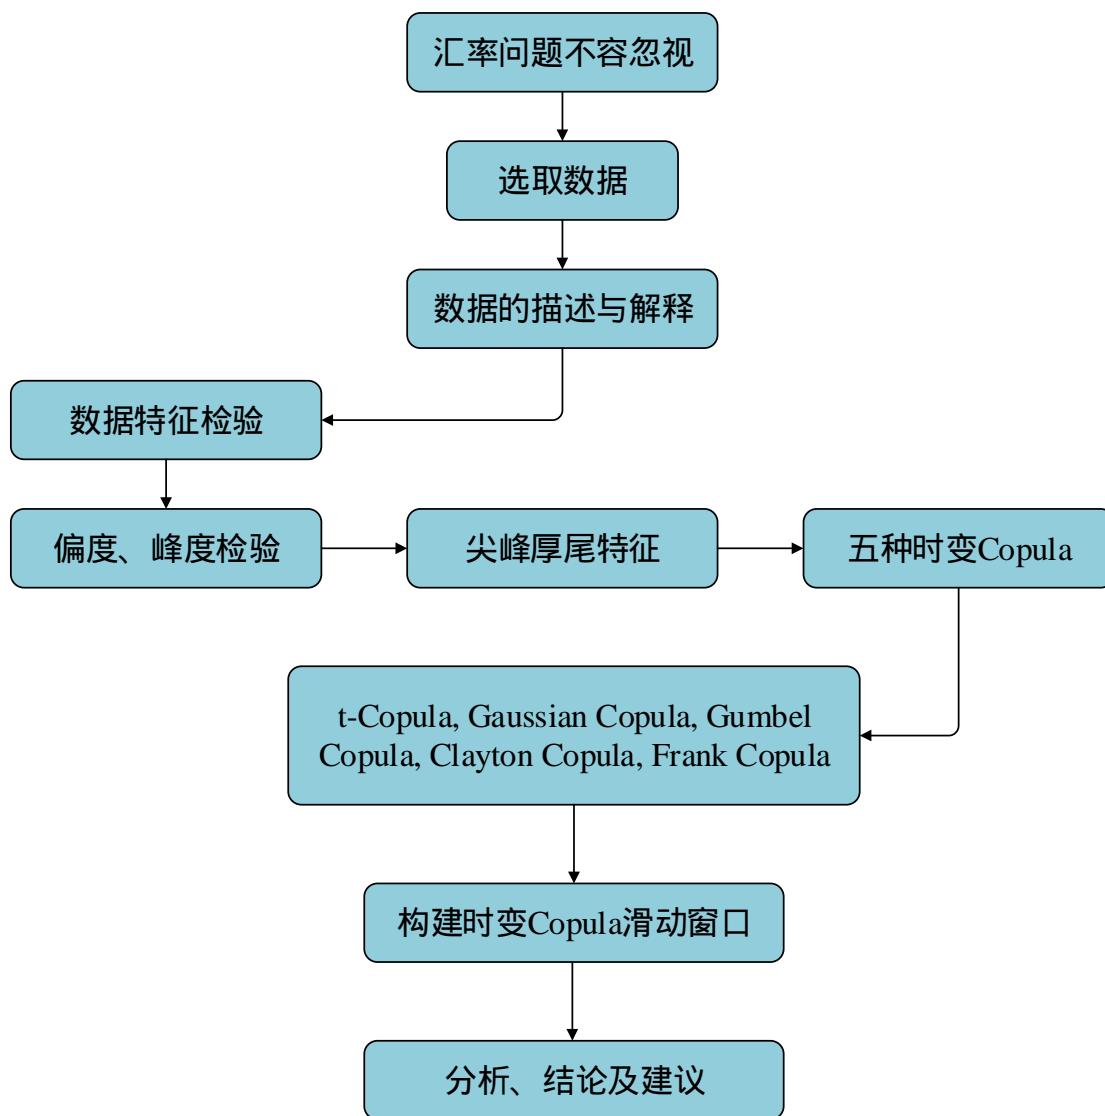 汇率问题不容忽视
选取数据
数据的描述与解释
数据特征检验
偏度、峰度检验
尖峰厚尾特征
五种时变Copula
t-Copula, Gaussian Copula, Gumbel
Copula, Clayton Copula, Frank Copula
构建时变Copula滑动窗口
分析、结论及建议